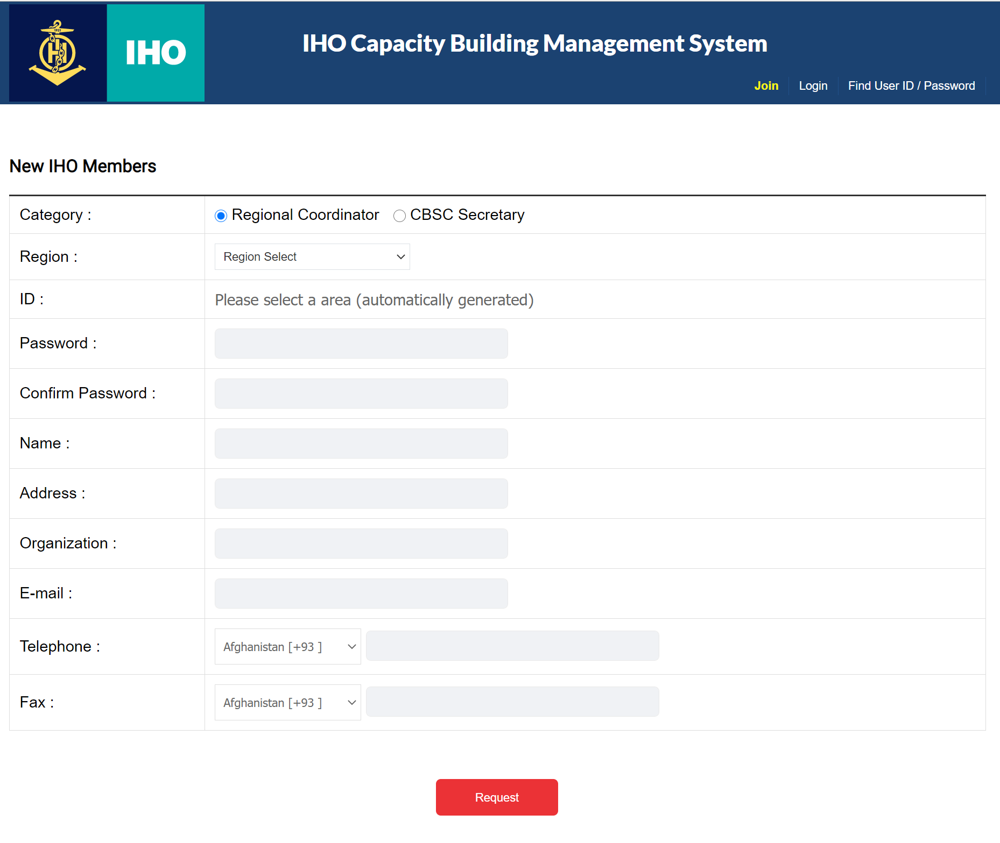 1921
IHO
IHO Capacity Building Management System
Join Login Find User ID / Password
New IHO Members
Category : Regional Coordinator CBSC Secretary
Region : Region Select
ID : Please select a area (automatically generated)
Password :
Confirm Password :
Name :
Address :
Organization :
E-mail :
Telephone : Afghanistan [+93 ]
Fax : Afghanistan [+93 ]
Request